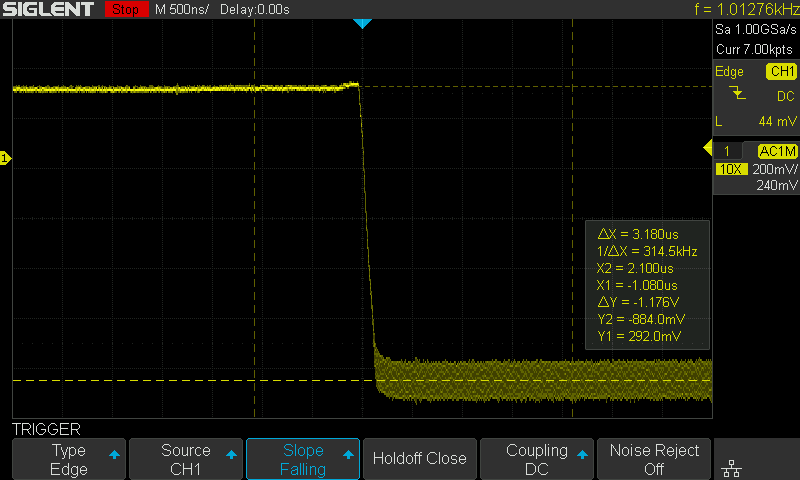 SIGLENT Stop M 500ns/ Delay:0.00s f = 1.01276kHz
Sa 1.00GSa/s
Curr 7.00kpts
Edge CH1
DC
L 44 mV
1 AC1M
10X 200mV/
240mV
1
△X = 3.180us
1/△X = 314.5kHz
X2 = 2.100us
X1 = -1.080us
△Y = -1.176V
Y2 = -884.0mV
Y1 = 292.0mV
TRIGGER
Type
Edge
Source
CH1
Slope
Falling
Holdoff Close
Coupling
DC
Noise Reject
Off